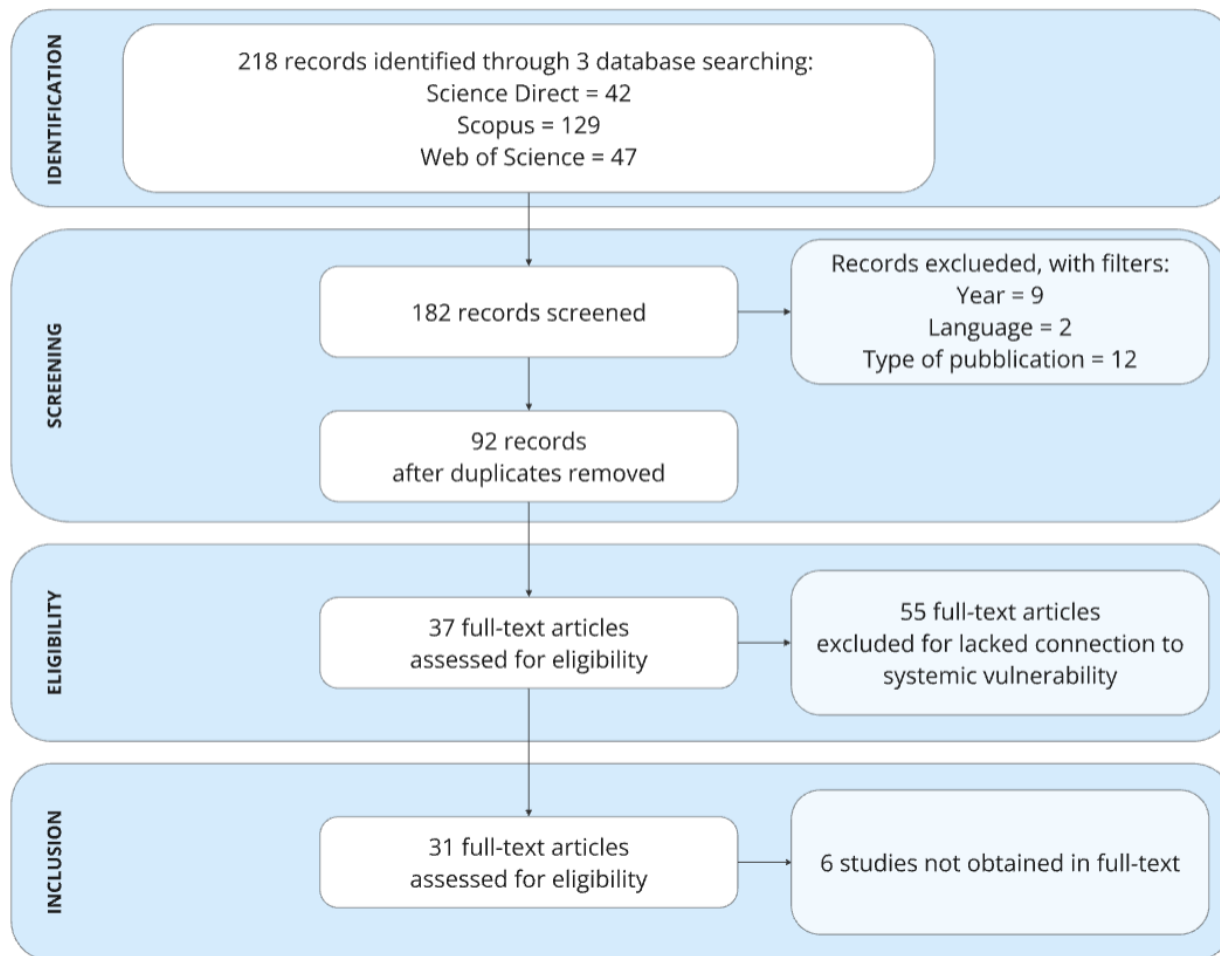 IDENTIFICATION
218 records identified through 3 database searching:
Science Direct = 42
Scopus = 129
Web of Science = 47
SCREENING
182 records screened
Records exclueded, with filters:
Year = 9
Language = 2
Type of pubblication = 12
92 records
after duplicates removed
ELIGIBILITY
37 full-text articles
assessed for eligibility
55 full-text articles
excluded for lacked connection to
systemic vulnerability
INCLUSION
31 full-text articles
assessed for eligibility
6 studies not obtained in full-text